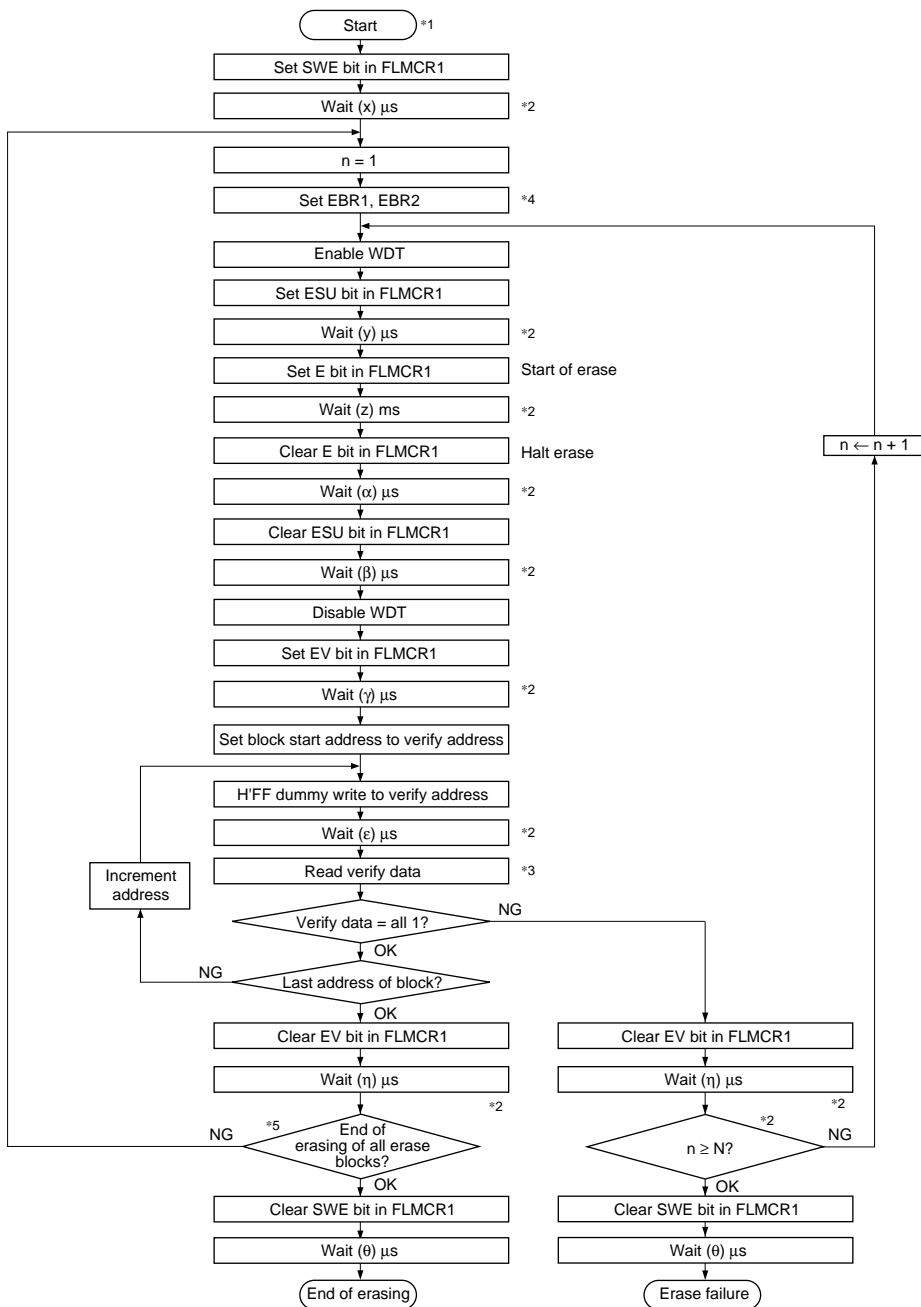 Start *1
Set SWE bit in FLMCR1
Wait (x) μs *2
n = 1
Set EBR1, EBR2 *4
Enable WDT
Set ESU bit in FLMCR1
Wait (y) μs *2
Set E bit in FLMCR1 Start of erase
Wait (z) ms *2
Clear E bit in FLMCR1 Halt erase
n ← n + 1
Wait (α) μs *2
Clear ESU bit in FLMCR1
Wait (β) μs *2
Disable WDT
Set EV bit in FLMCR1
Wait (γ) μs *2
Set block start address to verify address
H'FF dummy write to verify address
Wait (ε) μs *2
Increment
address
Read verify data *3
Verify data = all 1? NG
OK
NG Last address of block?
OK
Clear EV bit in FLMCR1 Clear EV bit in FLMCR1
Wait (η) μs Wait (η) μs
*2 *2
NG *5 End of
erasing of all erase
blocks?
*2 n ≥ N? NG
OK OK
Clear SWE bit in FLMCR1 Clear SWE bit in FLMCR1
Wait (θ) μs Wait (θ) μs
End of erasing Erase failure